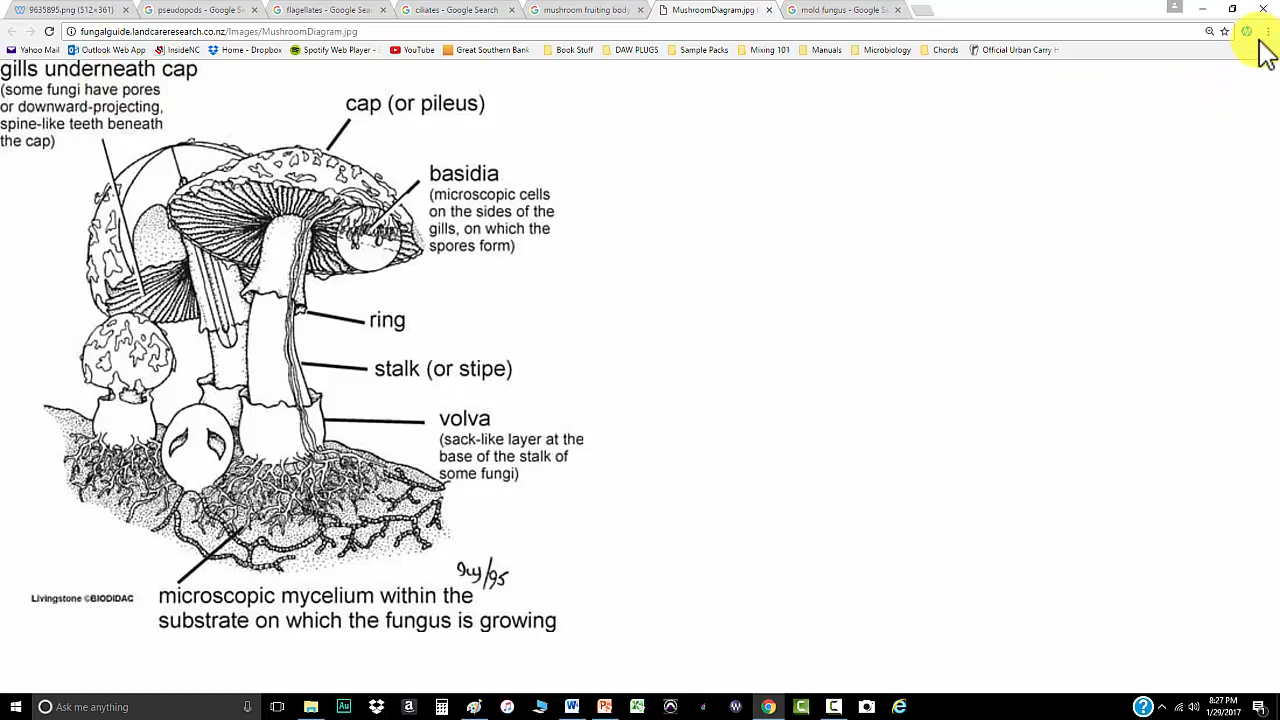 9635895.png (512×361)
pseudopods - Google S
flagellates - Google Sear
ciliates - Google Search
mushroom fruiting body
MushroomDiagram.jpg (
mold fungus - Google S
fungalguide.landcareresearch.co.nz/Images/MushroomDiagram.jpg
Yahoo Mail
Outlook Web App
InsideNC
Home - Dropbox
Spotify Web Player -
YouTube
Great Southern Bank
Book Stuff
DAW PLUGS
Sample Packs
Mixing 101
Manuals
Microbiology
Chords
Official Urban Carry H
gills underneath cap
(some fungi have pores
or downward-projecting,
spine-like teeth beneath
the cap)
cap (or pileus)
basidia
(microscopic cells
on the sides of the
gills, on which the
spores form)
ring
stalk (or stipe)
volva
(sack-like layer at the
base of the stalk of
some fungi)
Livingstone ©BIODIDAC
microscopic mycelium within the
substrate on which the fungus is growing
Ask me anything
8:27 PM
1/29/2017